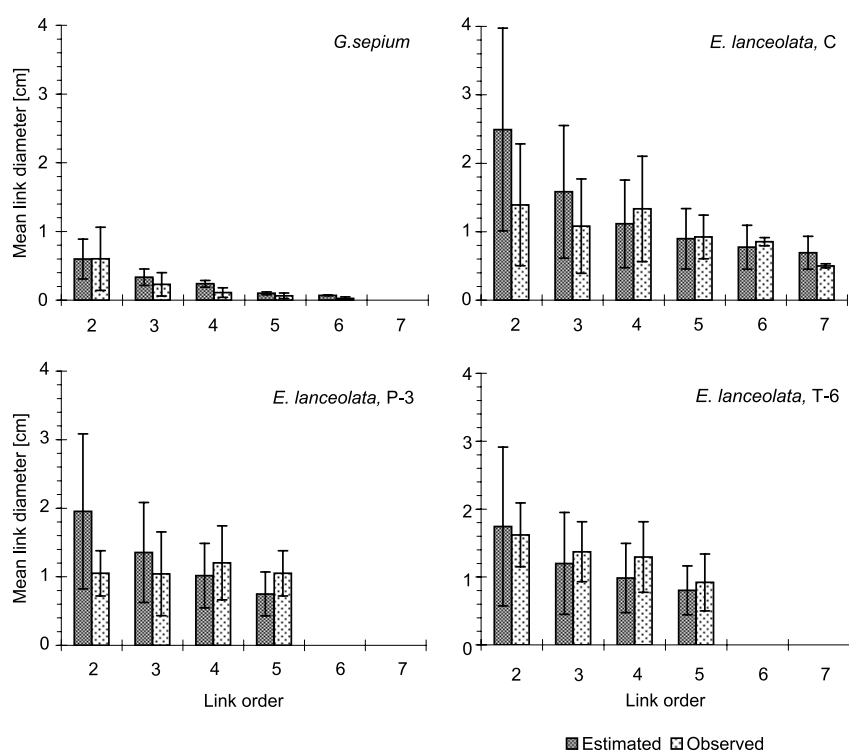 G.sepium
Mean link diameter [cm]
4
3
2
1
0
2 3 4 5 6 7
E. lanceolata, C
4
3
2
1
0
2 3 4 5 6 7
E. lanceolata, P-3
Mean link diameter [cm]
4
3
2
1
0
2 3 4 5 6 7
Link order
E. lanceolata, T-6
4
3
2
1
0
2 3 4 5 6 7
Link order
Estimated Observed